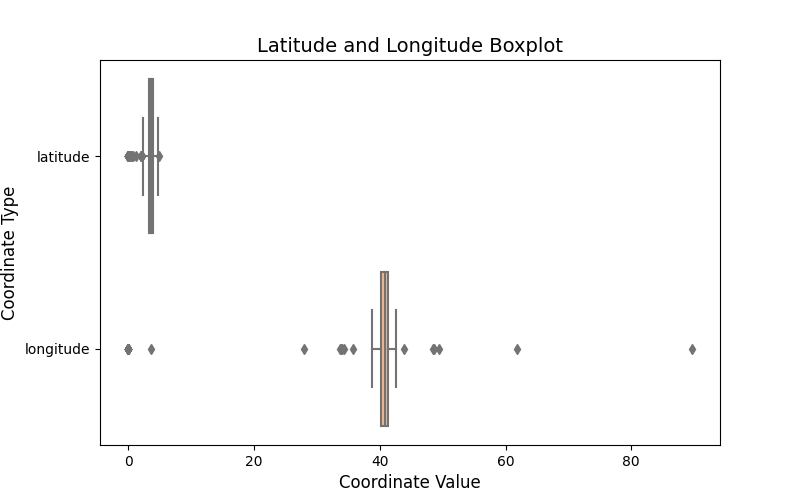 Latitude and Longitude Boxplot
Coordinate Type
latitude
longitude
0 20 40 60 80
Coordinate Value